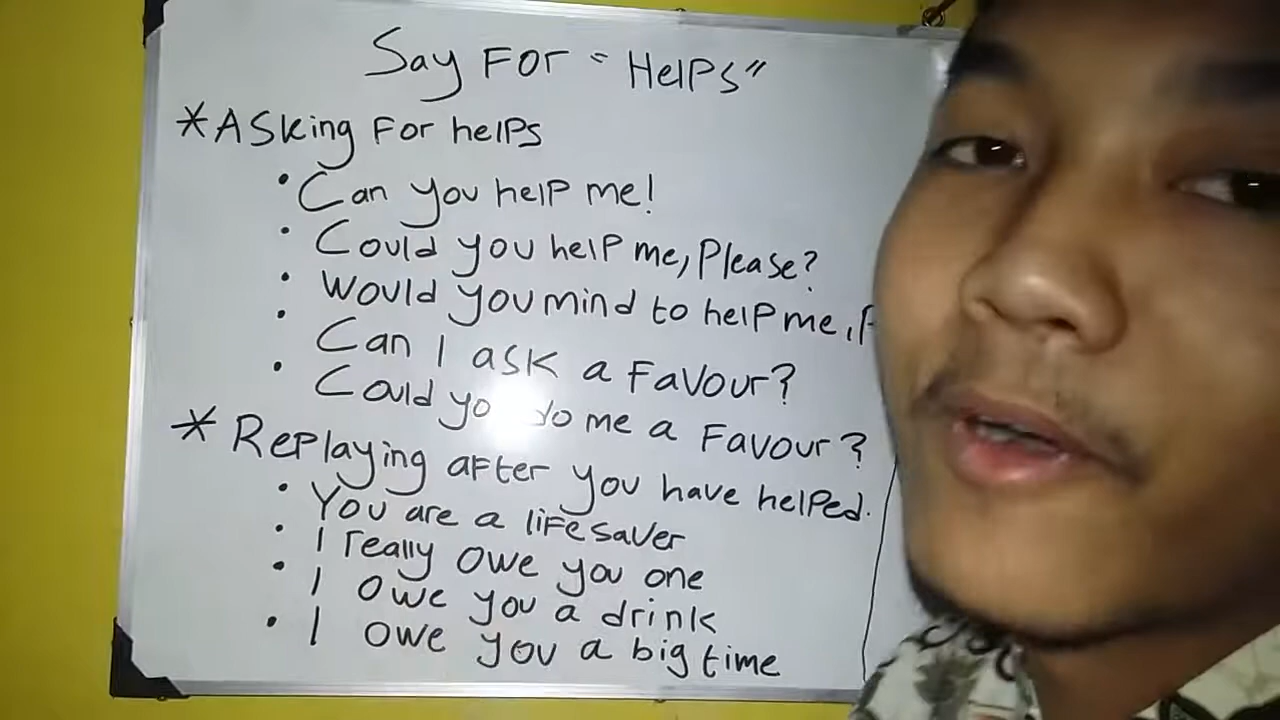 Say For "Helps"
* Asking For helps
• Can you help me!
• Could you help me, Please?
• Would you mind to help me,
• Can I ask a Favour?
• Could do me a Favour?
* Replaying after you have helped.
• You are a lifesaver
• I really owe you one
• I owe you a drink
• I owe you a big time